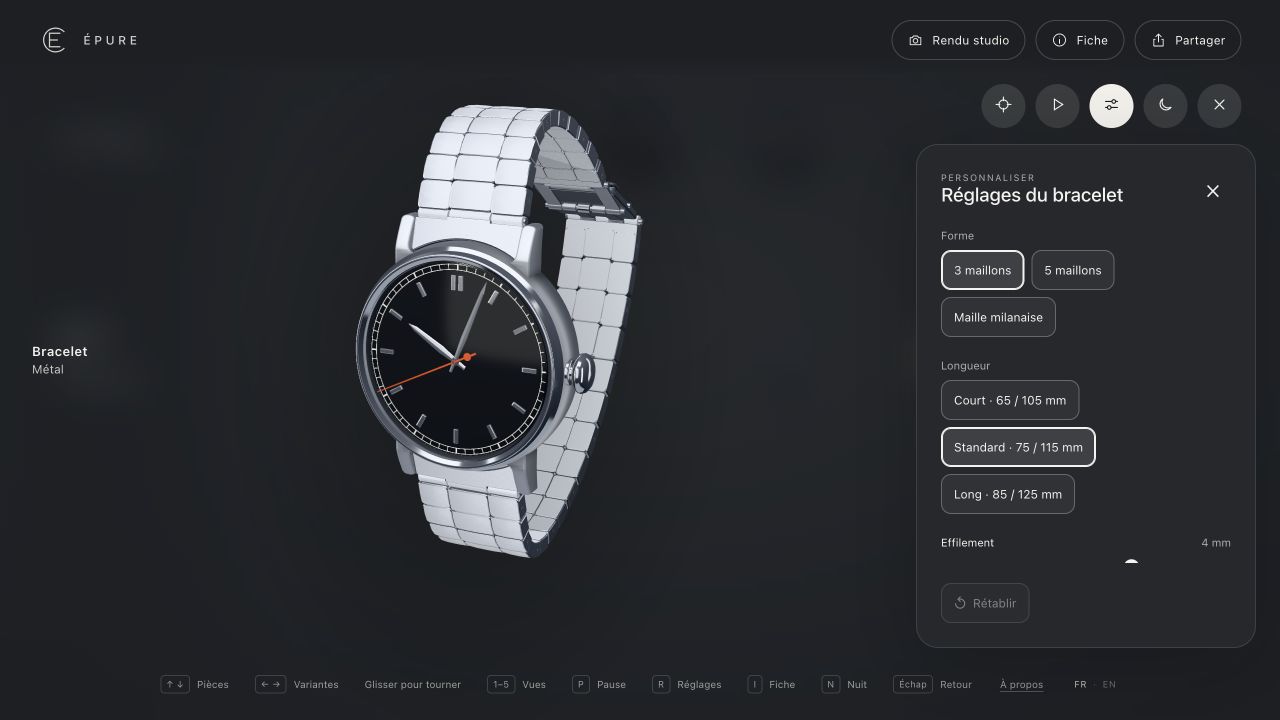 ÉPURE
Rendu studio
Fiche
Partager
PERSONNALISER
Réglages du bracelet
Forme
3 maillons
5 maillons
Maille milanaise
Bracelet
Métal
Longueur
Court · 65 / 105 mm
Standard · 75 / 115 mm
Long · 85 / 125 mm
Effilement
4 mm
Rétablir
↑ ↓ Pièces
← → Variantes
Glisser pour tourner
1–5 Vues
P Pause
R Réglages
I Fiche
N Nuit
Échap Retour
À propos
FR · EN